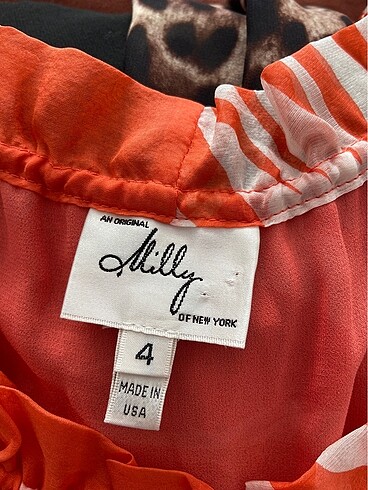 AN ORIGINAL
Milly
OF NEW YORK
4
MADE IN
USA